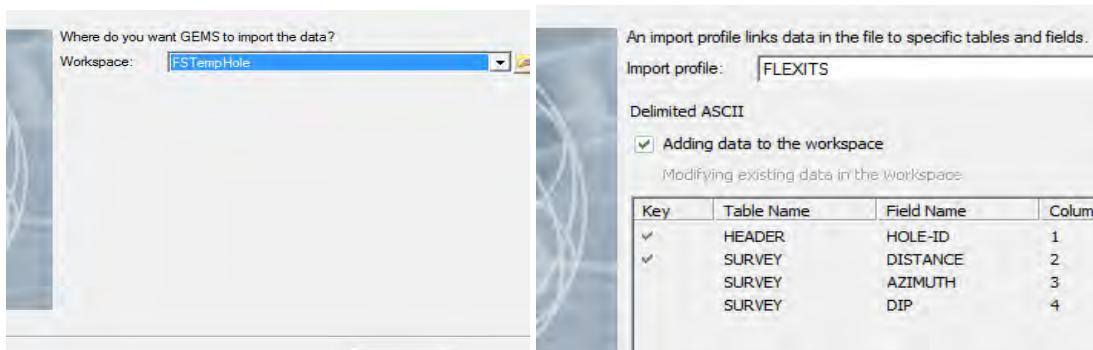 Where do you want GEMS to import the data?
Workspace: FSTempHole
An import profile links data in the file to specific tables and fields.
Import profile: FLEXITS
Delimited ASCII
Adding data to the workspace
Modifying existing data in the workspace
Key Table Name Field Name Colum
HEADER HOLE-ID 1
SURVEY DISTANCE 2
SURVEY AZIMUTH 3
SURVEY DIP 4